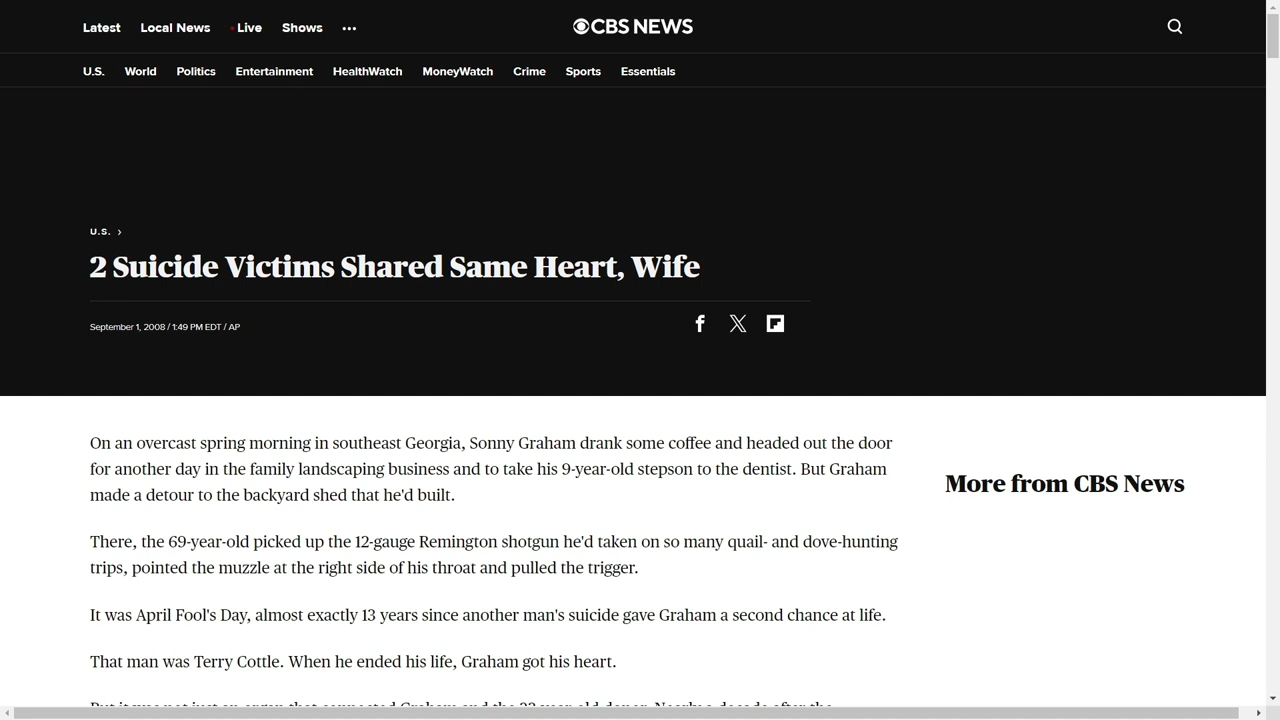 Latest Local News Live Shows
CBS NEWS
U.S. World Politics Entertainment HealthWatch MoneyWatch Crime Sports Essentials
U.S. ›
2 Suicide Victims Shared Same Heart, Wife
September 1, 2008 / 1:49 PM EDT / AP
On an overcast spring morning in southeast Georgia, Sonny Graham drank some coffee and headed out the door
for another day in the family landscaping business and to take his 9-year-old stepson to the dentist. But Graham
made a detour to the backyard shed that he'd built.
More from CBS News
There, the 69-year-old picked up the 12-gauge Remington shotgun he'd taken on so many quail- and dove-hunting
trips, pointed the muzzle at the right side of his throat and pulled the trigger.
It was April Fool's Day, almost exactly 13 years since another man's suicide gave Graham a second chance at life.
That man was Terry Cottle. When he ended his life, Graham got his heart.